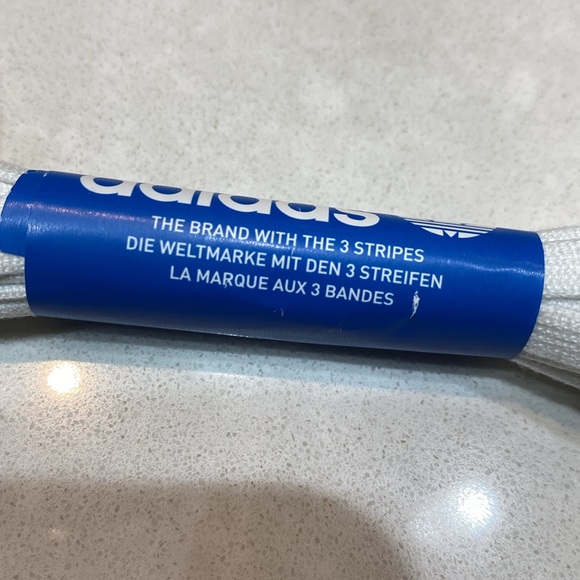 adidas
THE BRAND WITH THE 3 STRIPES
DIE WELTMARKE MIT DEN 3 STREIFEN
LA MARQUE AUX 3 BANDES